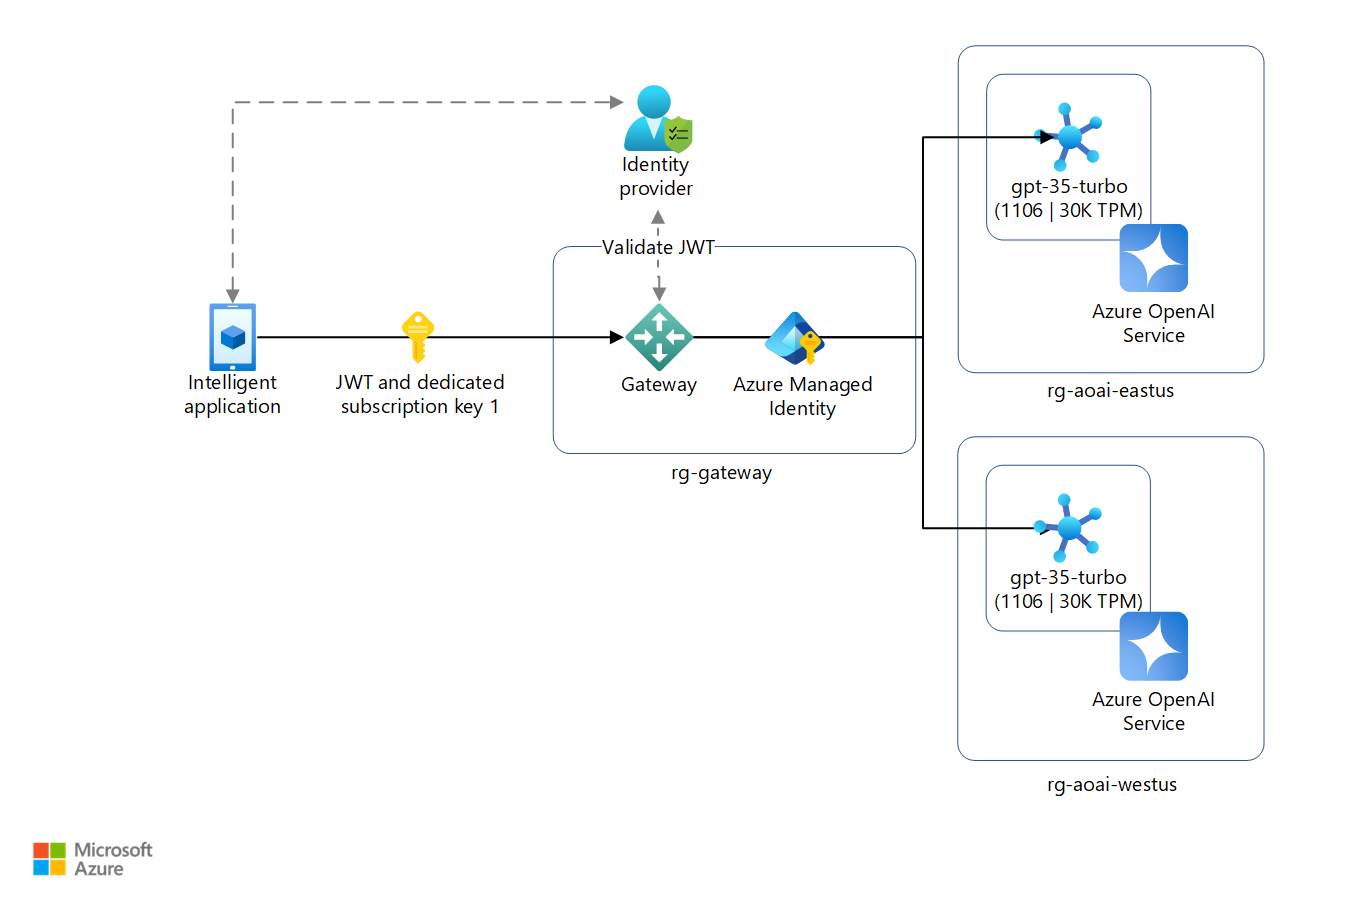 Identity
provider
Validate JWT
Intelligent
application
JWT and dedicated
subscription key 1
Gateway
Azure Managed
Identity
rg-gateway
gpt-35-turbo
(1106 | 30K TPM)
Azure OpenAI
Service
rg-aoai-eastus
gpt-35-turbo
(1106 | 30K TPM)
Azure OpenAI
Service
rg-aoai-westus
Microsoft
Azure